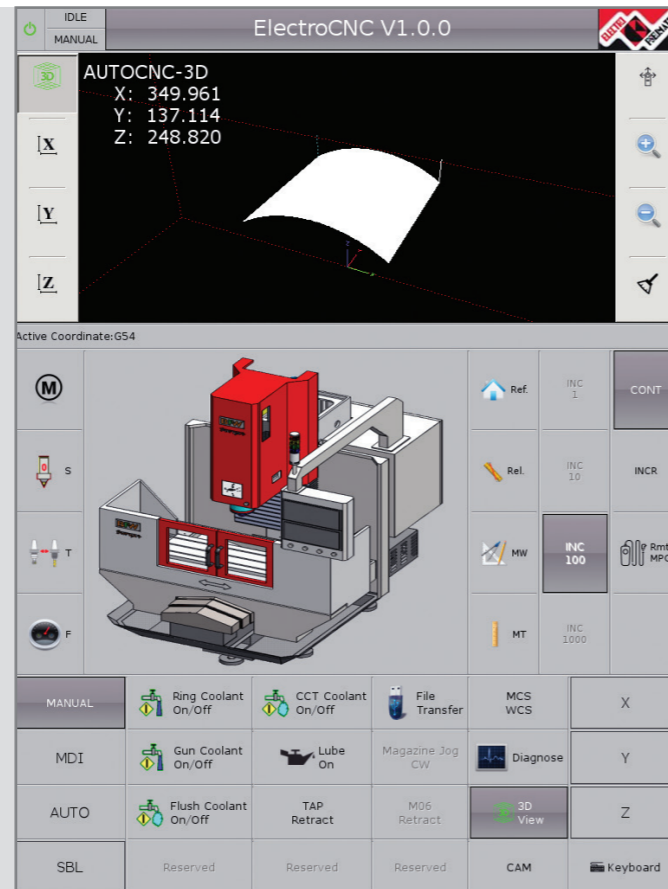 IDLE
MANUAL
ElectroCNC V1.0.0
3D
AUTOCNC-3D
X: 349.961
Y: 137.114
Z: 248.820
X
Y
Z
Active Coordinate:G54
M
Ref.
INC
1
CONT
S
Rel.
INC
10
INCR
T
MW
INC
100
Rmt
MPG
F
MT
INC
1000
MANUAL
Ring Coolant
On/Off
CCT Coolant
On/Off
File
Transfer
MCS
WCS
X
MDI
Gun Coolant
On/Off
Lube
On
Magazine Jog
CW
Diagnose
Y
AUTO
Flush Coolant
On/Off
TAP
Retract
M06
Retract
3D
View
Z
SBL
Reserved
Reserved
Reserved
CAM
Keyboard